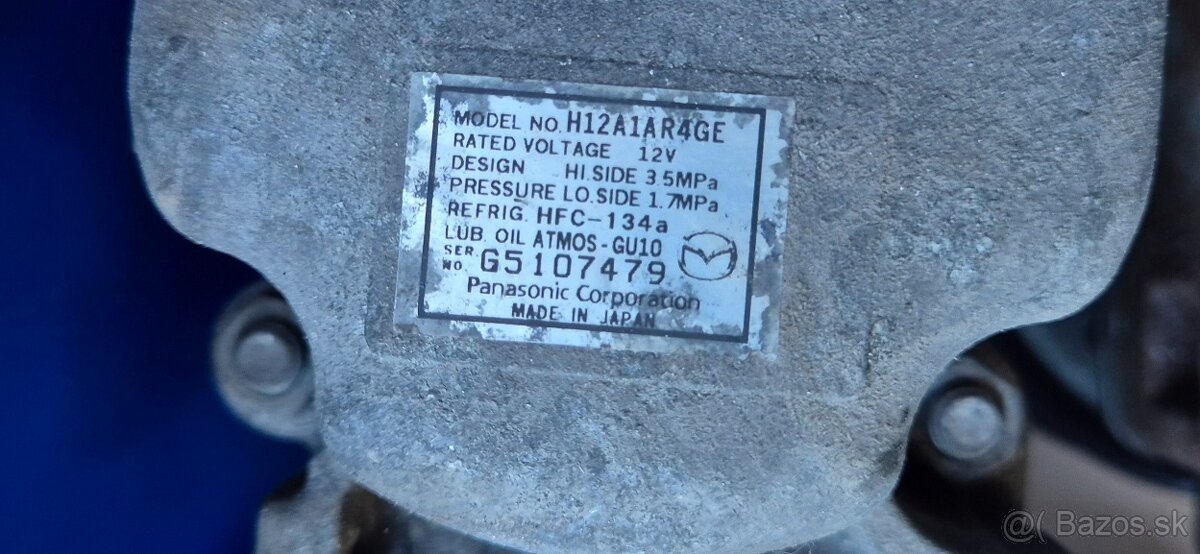 MODEL NO. H12A1AR4GE
RATED VOLTAGE 12V
DESIGN HI.SIDE 3.5MPa
PRESSURE LO.SIDE 1.7MPa
REFRIG. HFC-134a
LUB. OIL ATMOS-GU10
SER. NO. G5107479
Panasonic Corporation
MADE IN JAPAN
@( Bazos.sk